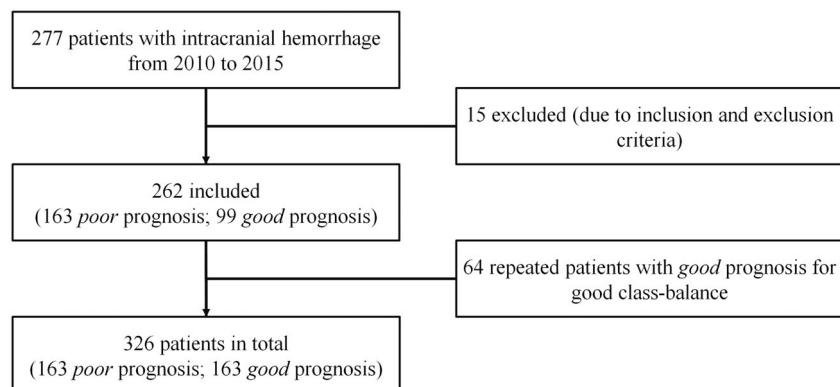 277 patients with intracranial hemorrhage
from 2010 to 2015
15 excluded (due to inclusion and exclusion
criteria)
262 included
(163 poor prognosis; 99 good prognosis)
64 repeated patients with good prognosis for
good class-balance
326 patients in total
(163 poor prognosis; 163 good prognosis)